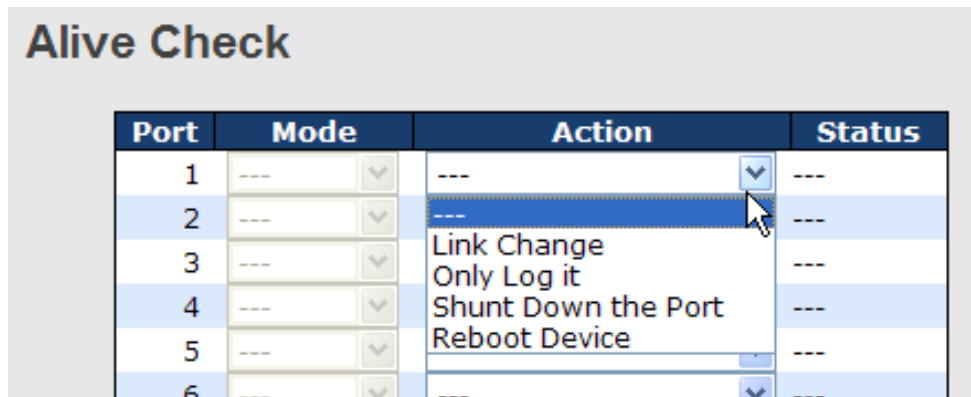 Alive Check
Port Mode Action Status
1 --- --- ---
2 --- --- ---
Link Change
3 --- ---
Only Log it
4 --- Shunt Down the Port ---
Reboot Device
5 --- ---
6 --- ---